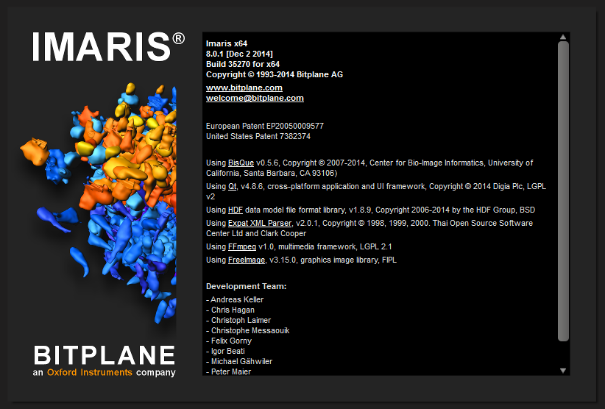 IMARIS®
Imaris x64
8.0.1 [Dec 2 2014]
Build 35270 for x64
Copyright © 1993-2014 Bitplane AG
www.bitplane.com
welcome@bitplane.com
European Patent EP20050009577
United States Patent 7382374
Using BisQue v0.5.6, Copyright ® 2007-2014, Center for Bio-Image Informatics, University of
California, Santa Barbara, CA 93106)
Using Qt, v4.8.6, cross-platform application and UI framework, Copyright © 2014 Digia Plc, LGPL
v2
Using HDF data model file format library, v1.8.9, Copyright 2006-2014 by the HDF Group, BSD
Using Expat XML Parser, v2.0.1, Copyright © 1998, 1999, 2000. Thai Open Source Software
Center Ltd and Clark Cooper
Using FFmpeg v1.0, multimedia framework, LGPL 2.1
Using FreeImage, v3.15.0, graphics image library, FIPL
Development Team:
- Andreas Keller
- Chris Hagan
- Christoph Laimer
- Christophe Messaouik
- Felix Gorny
- Igor Beati
- Michael Gähwiler
- Peter Maier
BITPLANE
an Oxford Instruments company